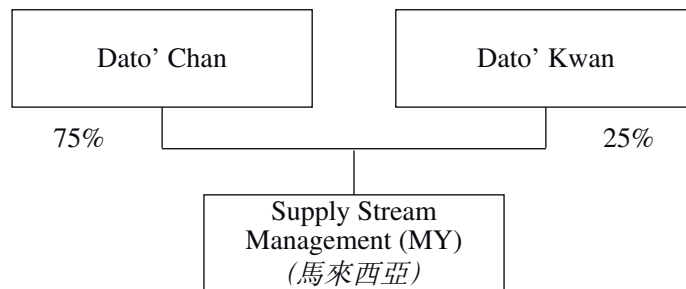 Dato’ Chan
Dato’ Kwan
75%
25%
Supply Stream
Management (MY)
(馬來西亞)